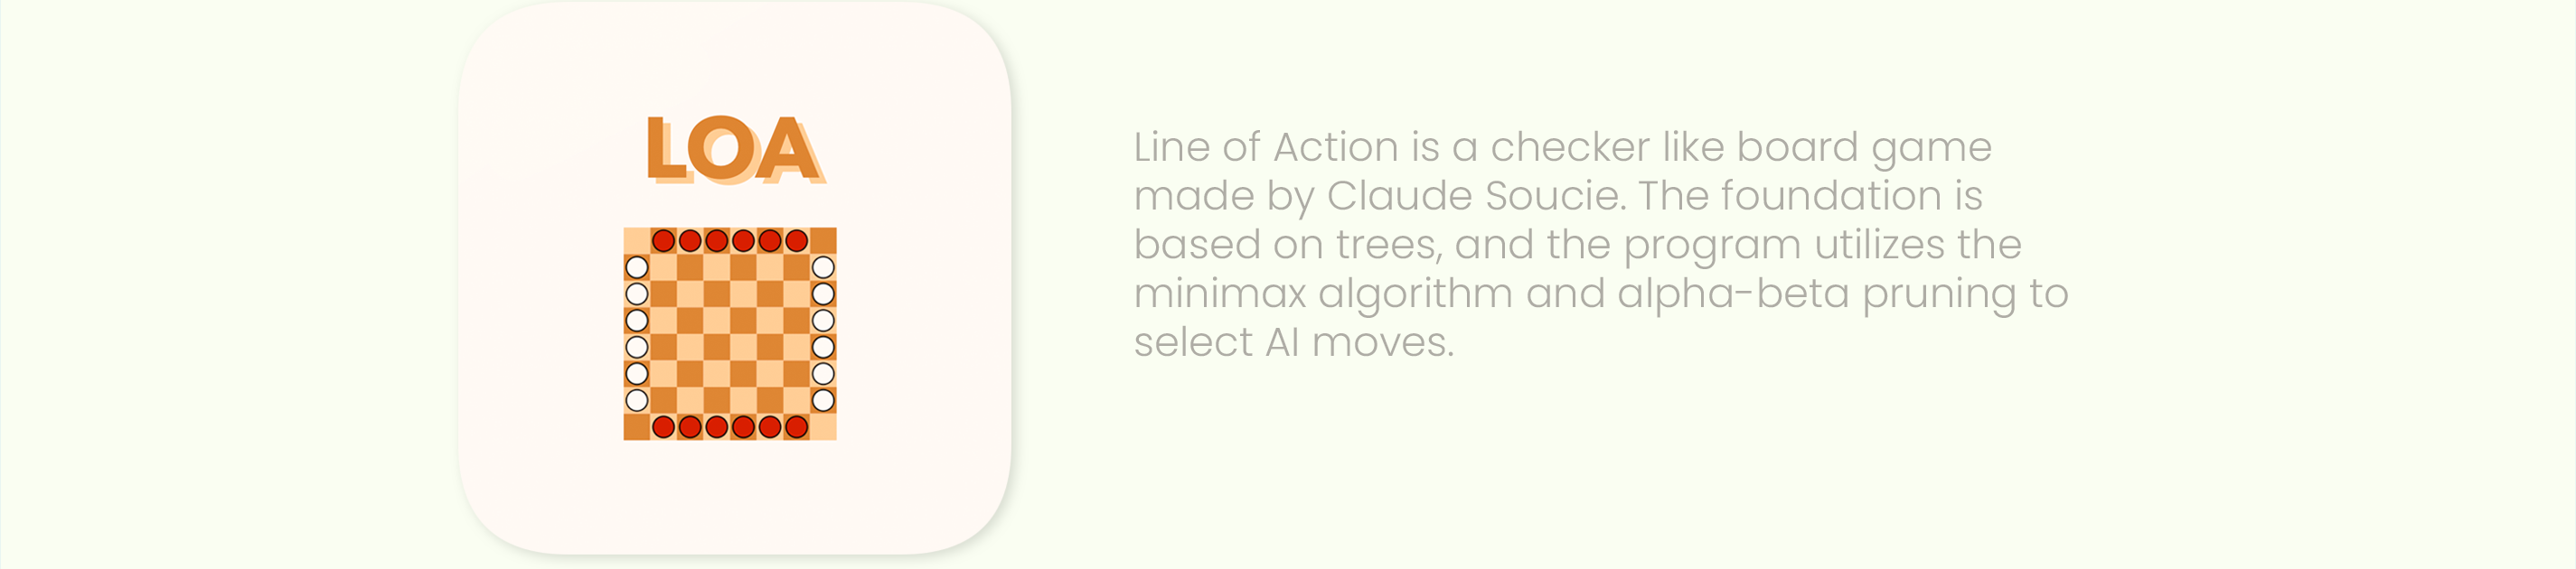 LOA
Line of Action is a checker like board game
made by Claude Soucie. The foundation is
based on trees, and the program utilizes the
minimax algorithm and alpha-beta pruning to
select AI moves.